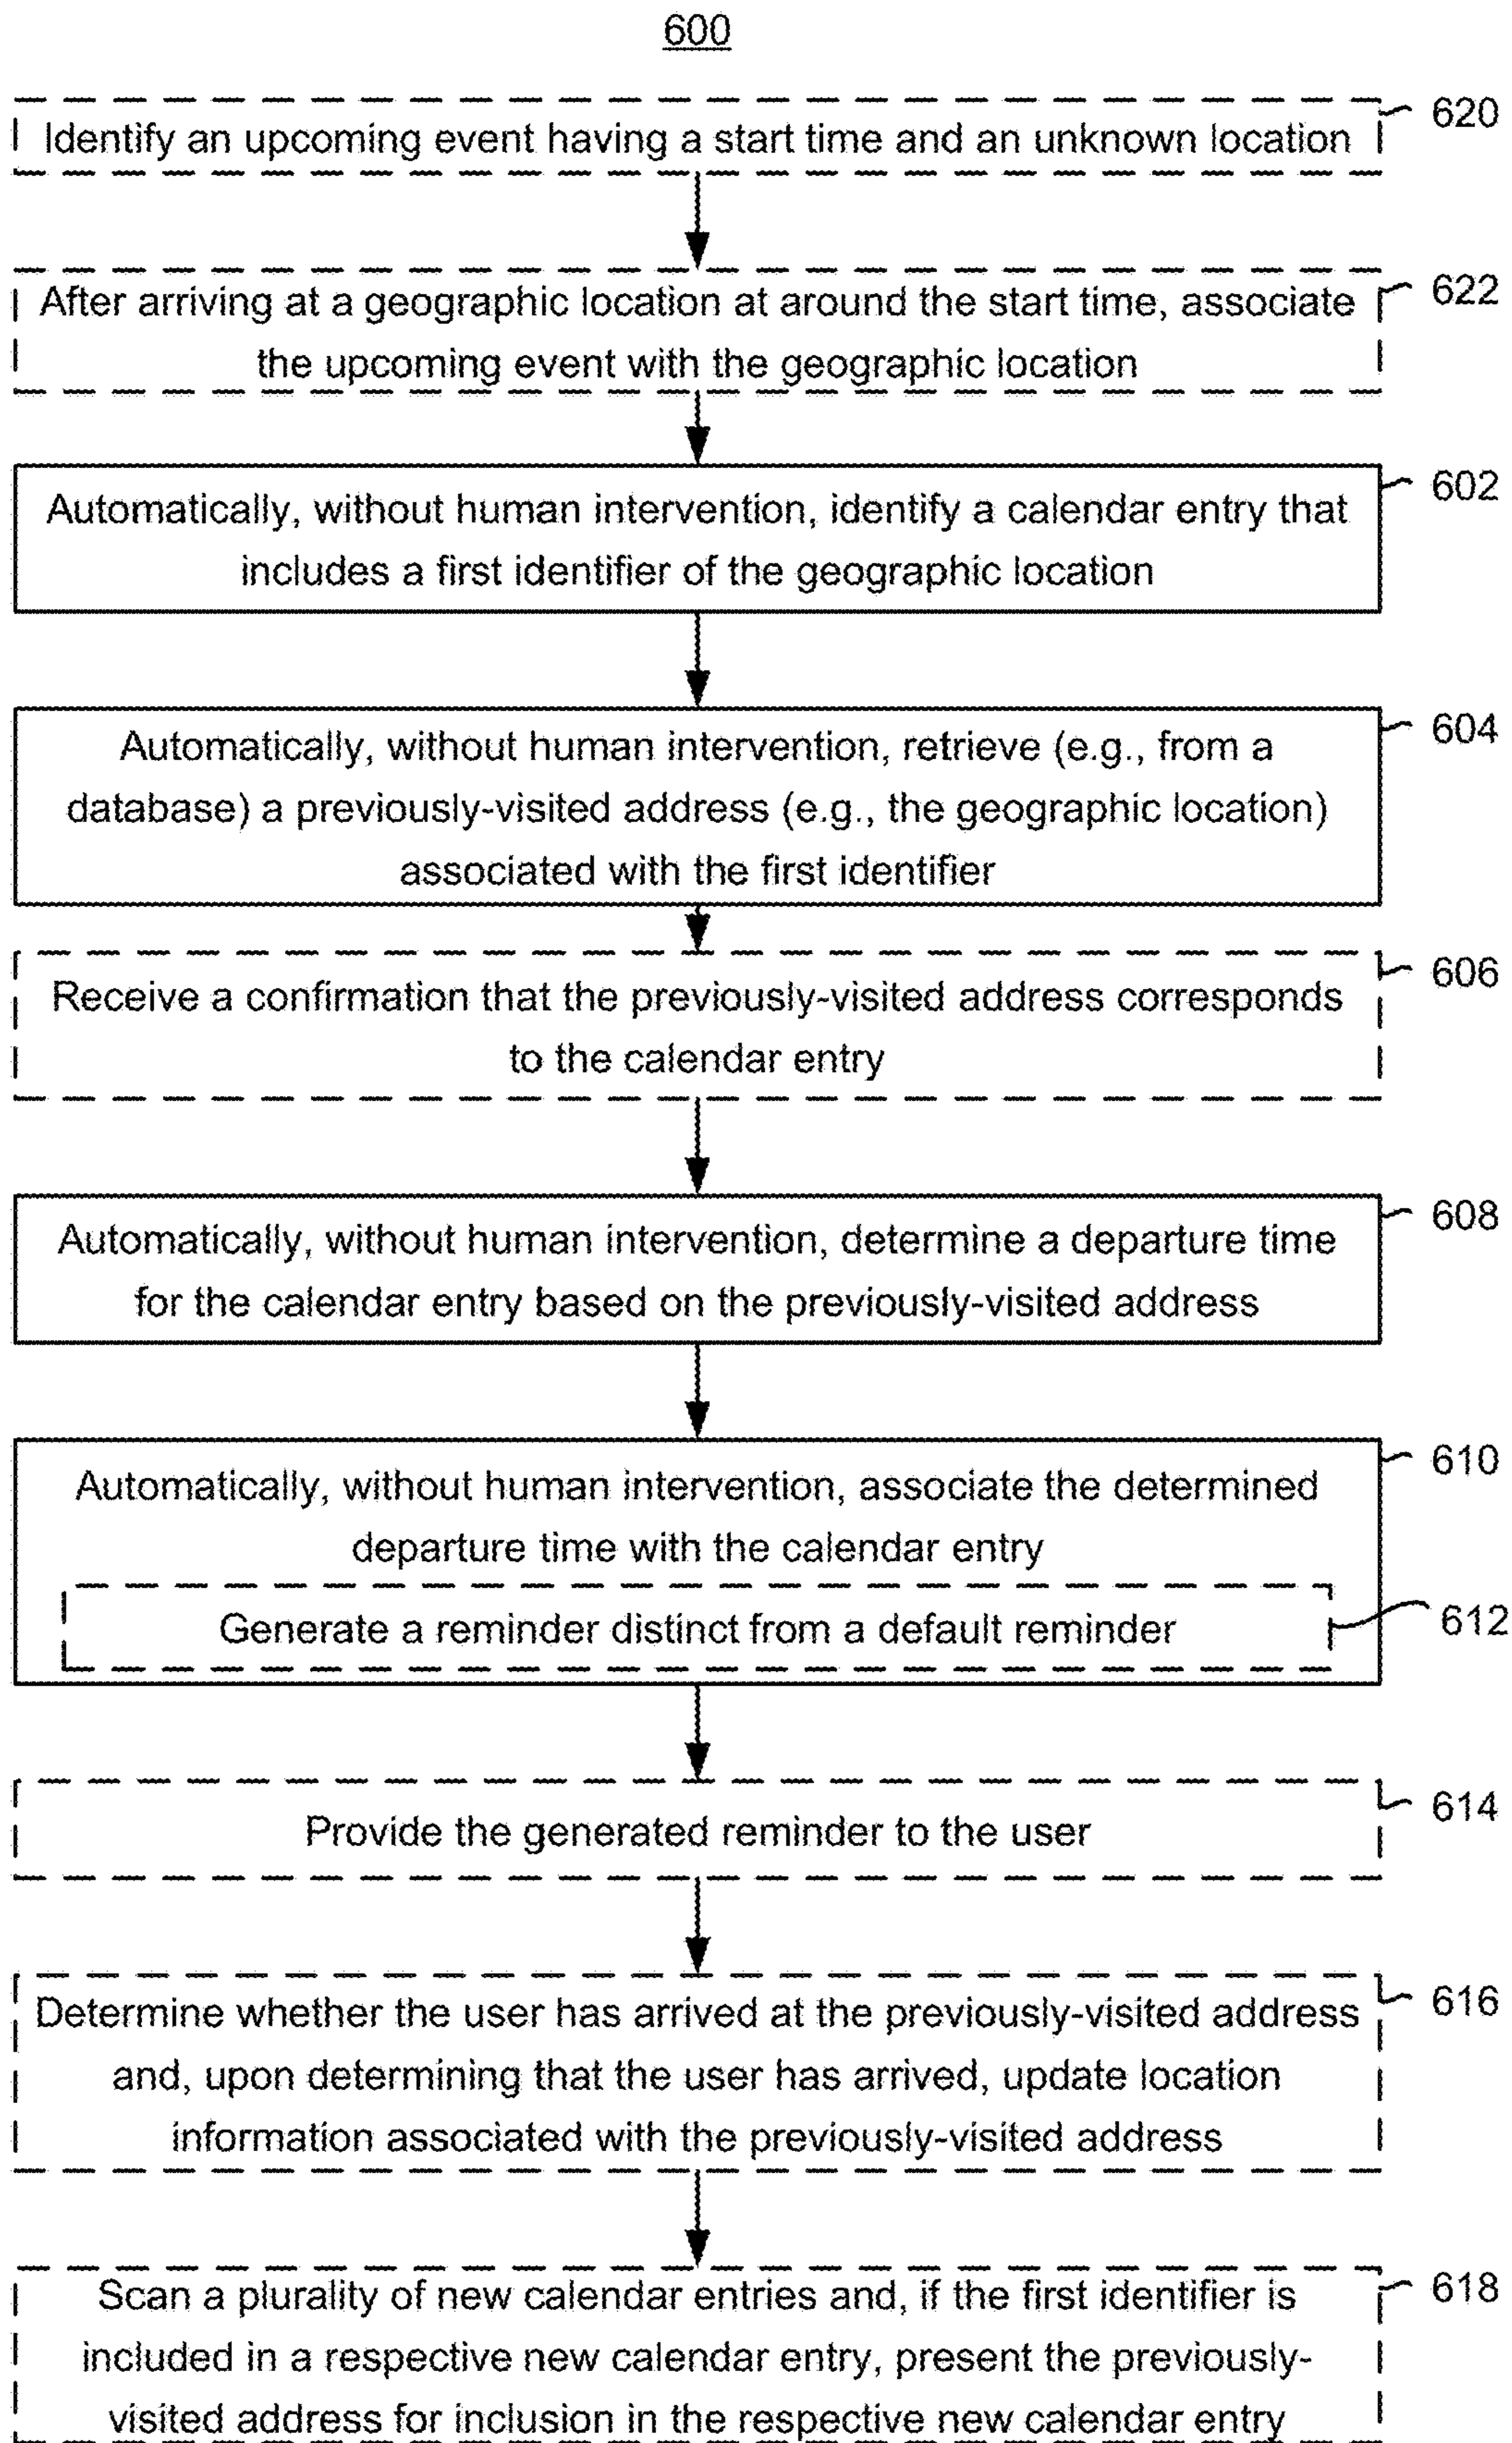 600
Identify an upcoming event having a start time and an unknown location
620
After arriving at a geographic location at around the start time, associate
the upcoming event with the geographic location
622
Automatically, without human intervention, identify a calendar entry that
includes a first identifier of the geographic location
602
Automatically, without human intervention, retrieve (e.g., from a
database) a previously-visited address (e.g., the geographic location)
associated with the first identifier
604
Receive a confirmation that the previously-visited address corresponds
to the calendar entry
606
Automatically, without human intervention, determine a departure time
for the calendar entry based on the previously-visited address
608
Automatically, without human intervention, associate the determined
departure time with the calendar entry
610
Generate a reminder distinct from a default reminder
612
Provide the generated reminder to the user
614
Determine whether the user has arrived at the previously-visited address
and, upon determining that the user has arrived, update location
information associated with the previously-visited address
616
Scan a plurality of new calendar entries and, if the first identifier is
included in a respective new calendar entry, present the previously-
visited address for inclusion in the respective new calendar entry
618